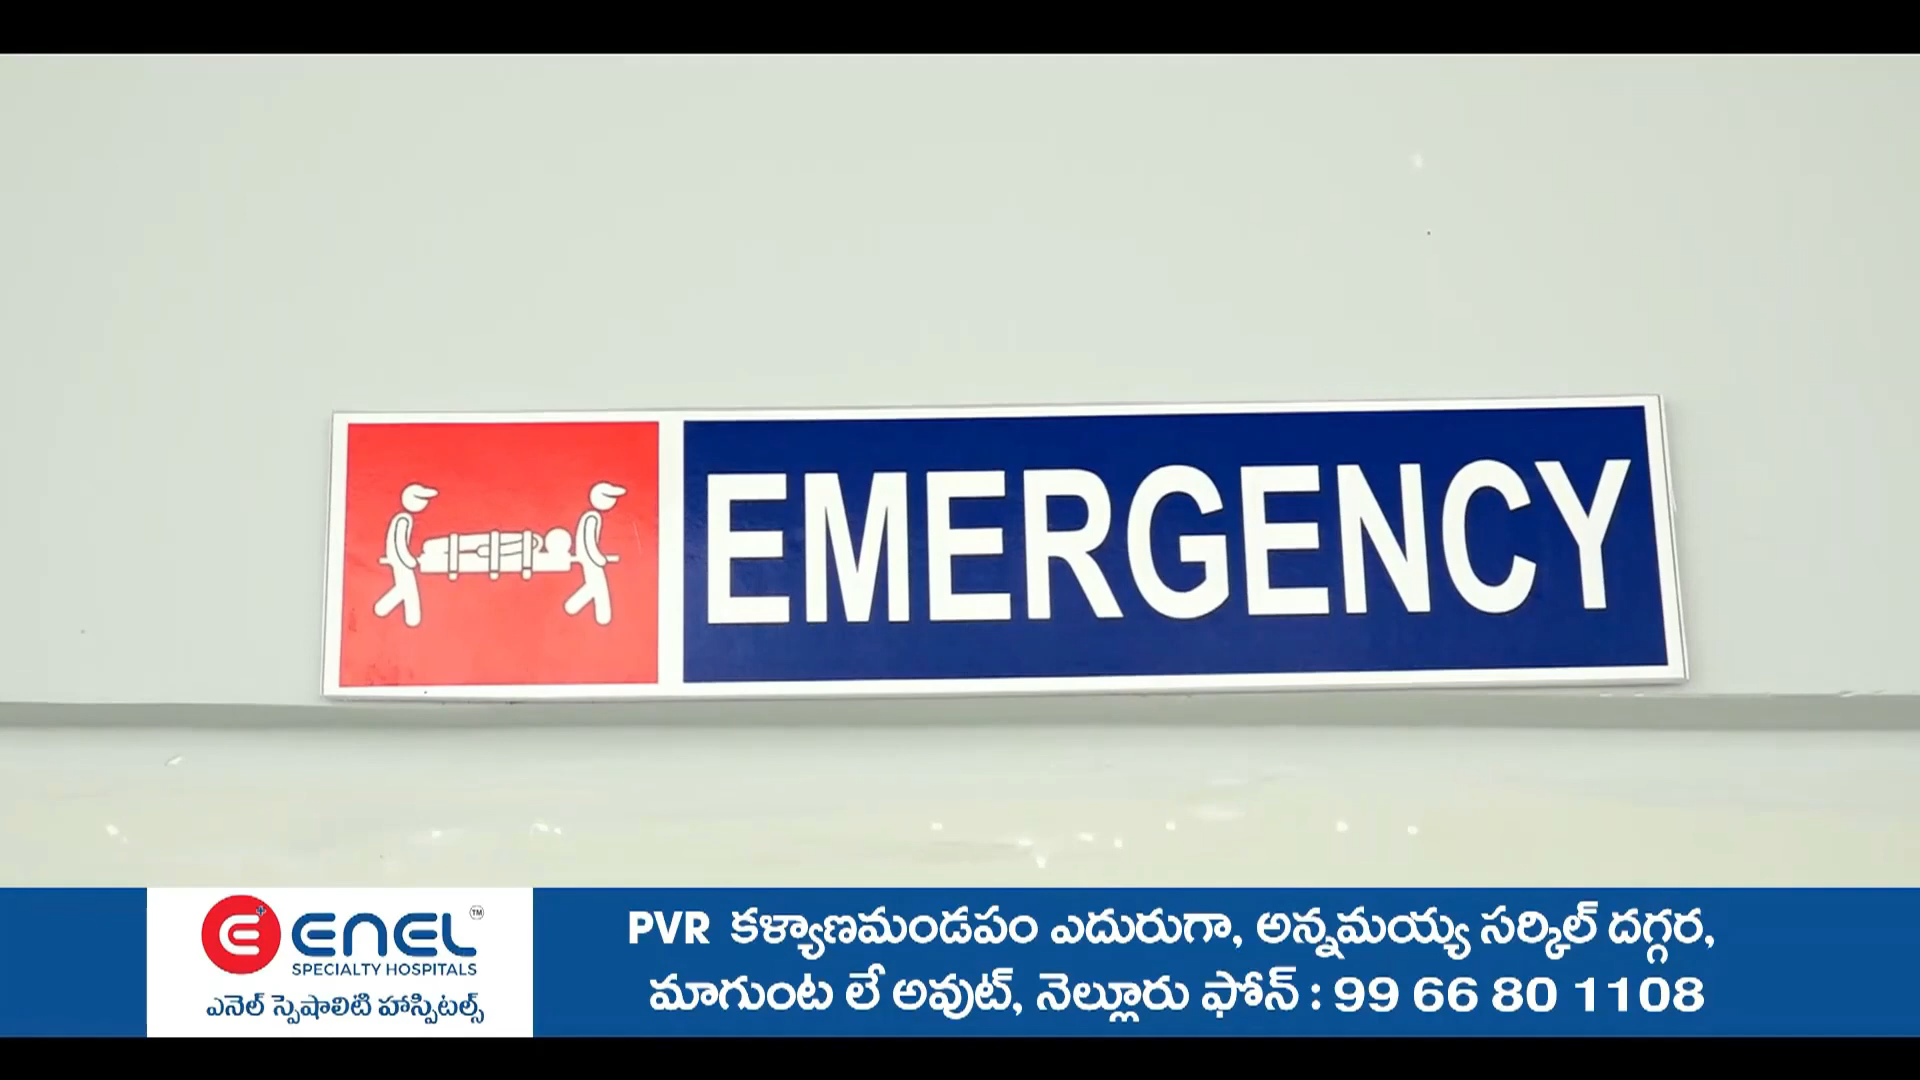 EMERGENCY
ENEL™
SPECIALTY HOSPITALS
ఎనెల్ స్పెషాలిటి హాస్పిటల్స్
PVR కళ్యాణమండపం ఎదురుగా, అన్నమయ్య సర్కిల్ దగ్గర,
మాగుంట లే అవుట్, నెల్లూరు ఫోన్ : 99 66 80 1108